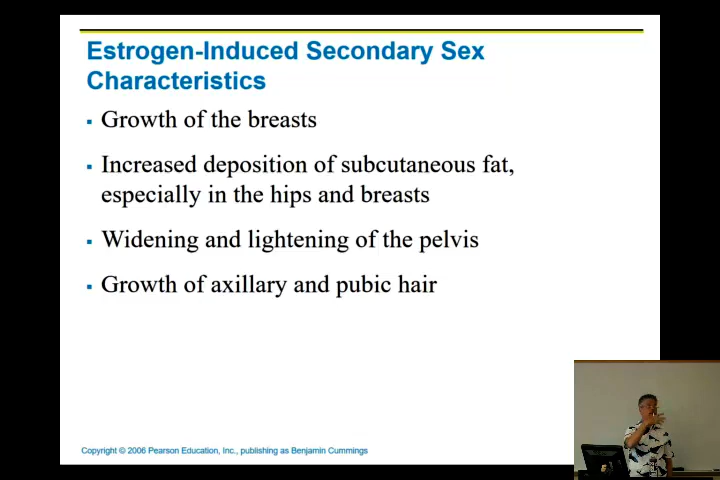 Estrogen-Induced Secondary Sex
Characteristics
▪ Growth of the breasts
▪ Increased deposition of subcutaneous fat,
especially in the hips and breasts
▪ Widening and lightening of the pelvis
▪ Growth of axillary and pubic hair
Copyright © 2006 Pearson Education, Inc., publishing as Benjamin Cummings